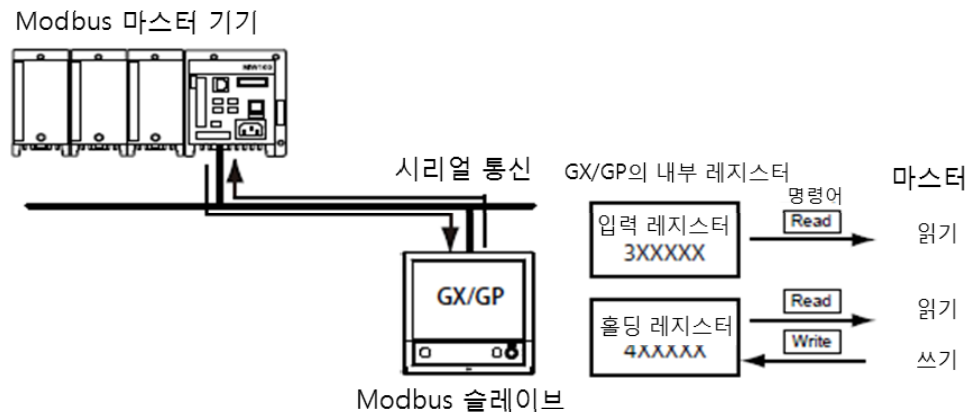 Modbus 마스터 기기
MW100
시리얼 통신
GX/GP의 내부 레지스터
마스터
명령어
입력 레지스터
3XXXXX
Read
읽기
GX/GP
홀딩 레지스터
4XXXXX
Read
읽기
Write
쓰기
Modbus 슬레이브